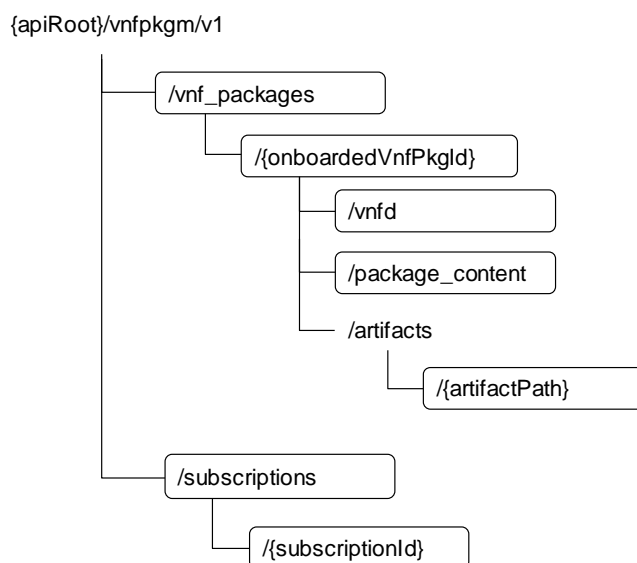 {apiRoot}/vnfpkgm/v1
/vnf_packages
/{onboardedVnfPkgId}
/vnfd
/package_content
/artifacts
/{artifactPath}
/subscriptions
/{subscriptionId}